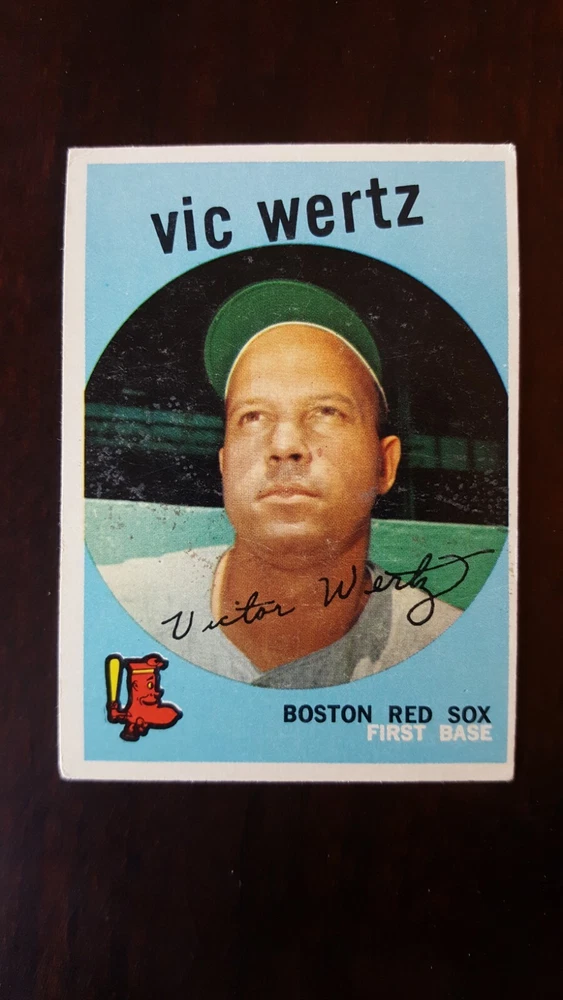 vic wertz
Victor Wertz
BOSTON RED SOX
FIRST BASE